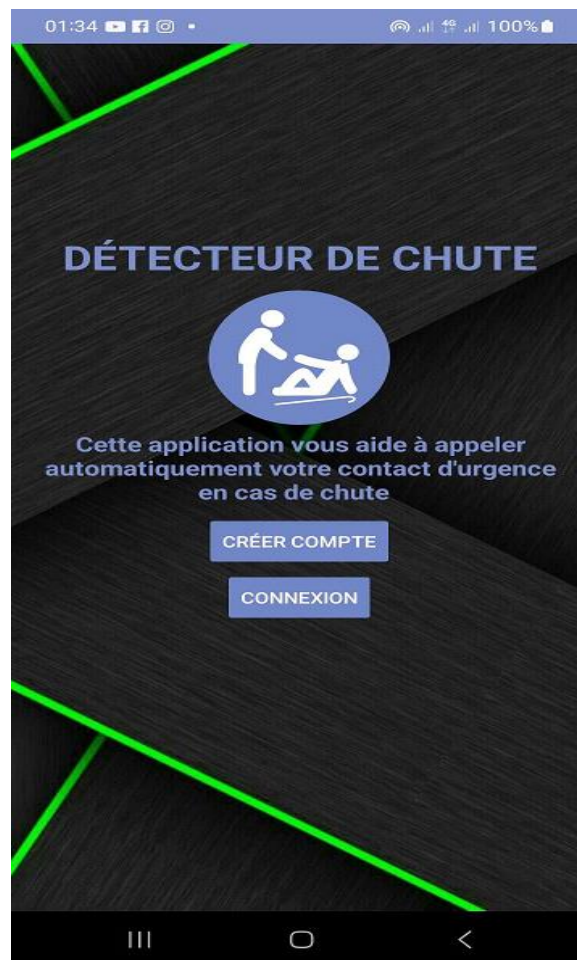 01:34
4G 100%
DÉTECTEUR DE CHUTE
Cette application vous aide à appeler
automatiquement votre contact d'urgence
en cas de chute
CRÉER COMPTE
CONNEXION